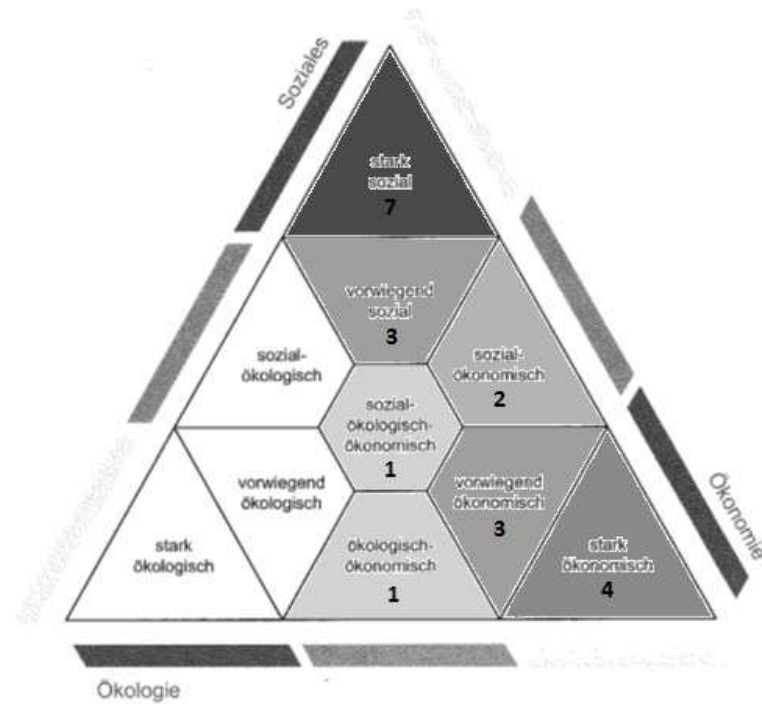 Soziales
stark
sozial
7
vorwiegend
sozial
3
sozial-
ökologisch
sozial-
ökonomisch
2
sozial-
ökologisch-
ökonomisch
1
vorwiegend
ökologisch
vorwiegend
ökonomisch
3
Ökonomie
stark
ökologisch
ökologisch-
ökonomisch
1
stark
ökonomisch
4
Ökologie